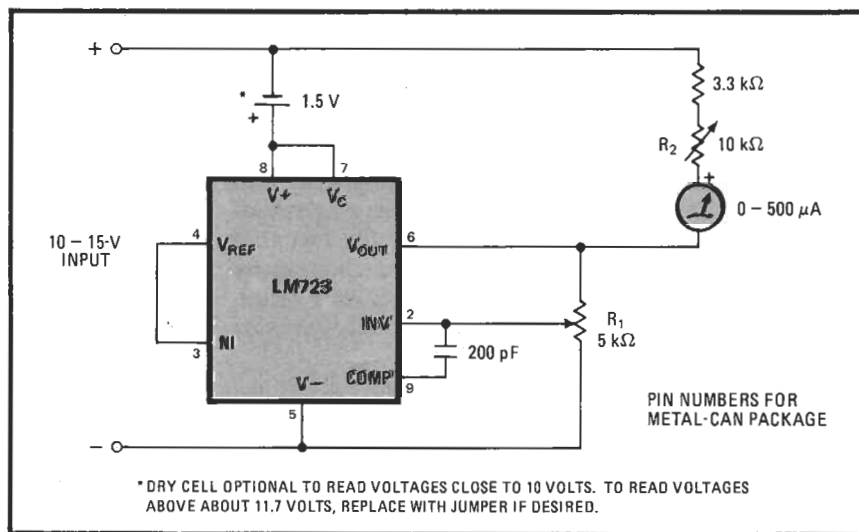 +
*
1.5 V
+
3.3 kΩ
R2
10 kΩ
+
0 – 500 µA
8
7
V+
VC
10 – 15-V
INPUT
4
VREF
VOUT
6
LM723
INV
2
R1
5 kΩ
200 pF
3
NI
V–
COMP
9
5
–
PIN NUMBERS FOR
METAL-CAN PACKAGE
*DRY CELL OPTIONAL TO READ VOLTAGES CLOSE TO 10 VOLTS. TO READ VOLTAGES
ABOVE ABOUT 11.7 VOLTS, REPLACE WITH JUMPER IF DESIRED.